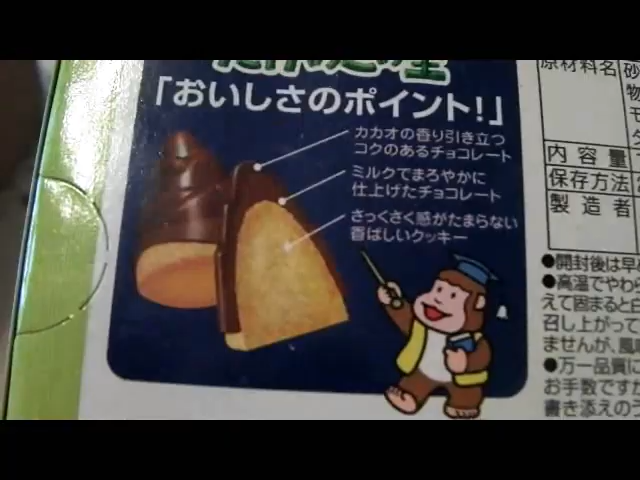 「おいしさのポイント!」
カカオの香り引き立つ
コクのあるチョコレート
ミルクでまろやかに
仕上げたチョコレート
さっくさく感がたまらない
香ばしいクッキー
原材料名
内容量
保存方法
製造者
●開封後は早
●高温でやわら
えて固まると白
召し上がって
ませんが、風味
●万一品質に
お手数ですが
書き添えのう